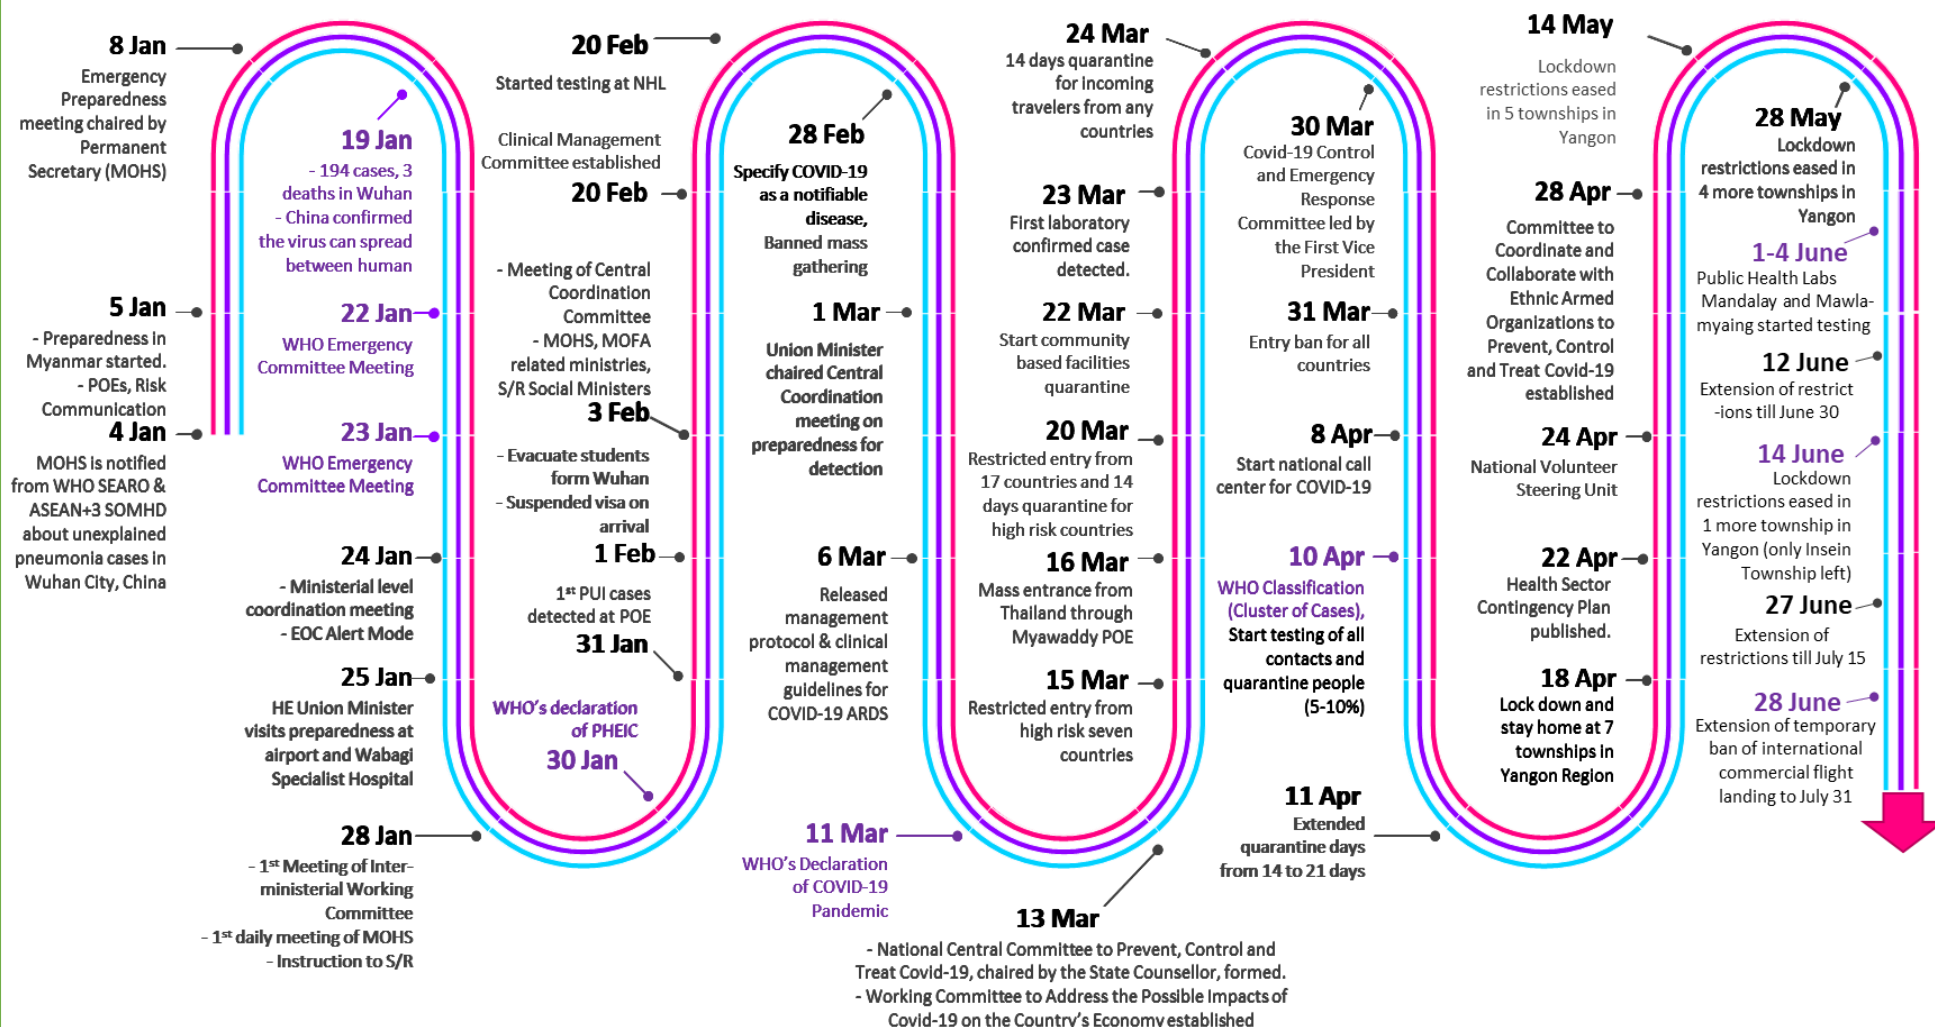 8 Jan
Emergency
Preparedness
meeting chaired by
Permanent
Secretary (MOHS)
5 Jan
- Preparedness in
Myanmar started.
- POEs, Risk
Communication
4 Jan
MOHS is notified
from WHO SEARO &
ASEAN+3 SOMHD
about unexplained
pneumonia cases in
Wuhan City, China
19 Jan
- 194 cases, 3
deaths in Wuhan
- China confirmed
the virus can spread
between human
22 Jan
WHO Emergency
Committee Meeting
23 Jan
WHO Emergency
Committee Meeting
24 Jan
- Ministerial level
coordination meeting
- EOC Alert Mode
25 Jan
HE Union Minister
visits preparedness at
airport and Wabagi
Specialist Hospital
28 Jan
- 1st Meeting of Inter-
ministerial Working
Committee
- 1st daily meeting of MOHS
- Instruction to S/R
20 Feb
Started testing at NHL
Clinical Management
Committee established
20 Feb
- Meeting of Central
Coordination
Committee
- MOHS, MOFA
related ministries,
S/R Social Ministers
3 Feb
- Evacuate students
form Wuhan
- Suspended visa on
arrival
1 Feb
1st PUI cases
detected at POE
31 Jan
WHO's declaration
of PHEIC
30 Jan
28 Feb
Specify COVID-19
as a notifiable
disease,
Banned mass
gathering
1 Mar
Union Minister
chaired Central
Coordination
meeting on
preparedness for
detection
6 Mar
Released
management
protocol & clinical
management
guidelines for
COVID-19 ARDS
11 Mar
WHO's Declaration
of COVID-19
Pandemic
13 Mar
- National Central Committee to Prevent, Control and
Treat Covid-19, chaired by the State Counsellor, formed.
- Working Committee to Address the Possible Impacts of
Covid-19 on the Country's Economy established
24 Mar
14 days quarantine
for incoming
travelers from any
countries
23 Mar
First laboratory
confirmed case
detected.
22 Mar
Start community
based facilities
quarantine
20 Mar
Restricted entry from
17 countries and 14
days quarantine for
high risk countries
16 Mar
Mass entrance from
Thailand through
Myawaddy POE
15 Mar
Restricted entry from
high risk seven
countries
30 Mar
Covid-19 Control
and Emergency
Response
Committee led by
the First Vice
President
31 Mar
Entry ban for all
countries
8 Apr
Start national call
center for COVID-19
10 Apr
WHO Classification
(Cluster of Cases),
Start testing of all
contacts and
quarantine people
(5-10%)
11 Apr
Extended
quarantine days
from 14 to 21 days
14 May
Lockdown
restrictions eased
in 5 townships in
Yangon
28 Apr
Committee to
Coordinate and
Collaborate with
Ethnic Armed
Organizations to
Prevent, Control
and Treat Covid-19
established
24 Apr
National Volunteer
Steering Unit
22 Apr
Health Sector
Contingency Plan
published.
18 Apr
Lock down and
stay home at 7
townships in
Yangon Region
28 May
Lockdown
restrictions eased in
4 more townships in
Yangon
1-4 June
Public Health Labs
Mandalay and Mawla-
myaing started testing
12 June
Extension of restrict
-ions till June 30
14 June
Lockdown
restrictions eased in
1 more township in
Yangon (only Insein
Township left)
27 June
Extension of
restrictions till July 15
28 June
Extension of temporary
ban of international
commercial flight
landing to July 31